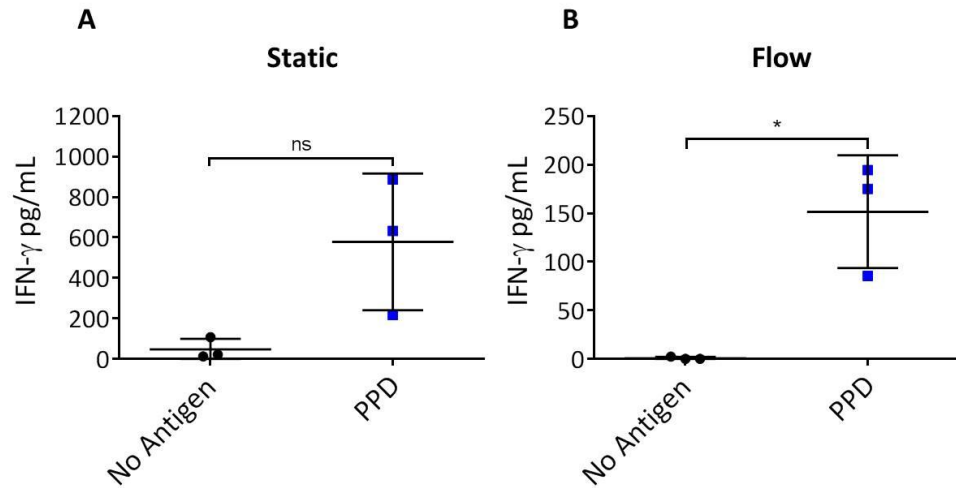 A
Static
1200
1000
800
600
400
200
0
IFN-γ pg/mL
ns
No Antigen
PPD
B
Flow
250
200
150
100
50
0
IFN-γ pg/mL
*
No Antigen
PPD